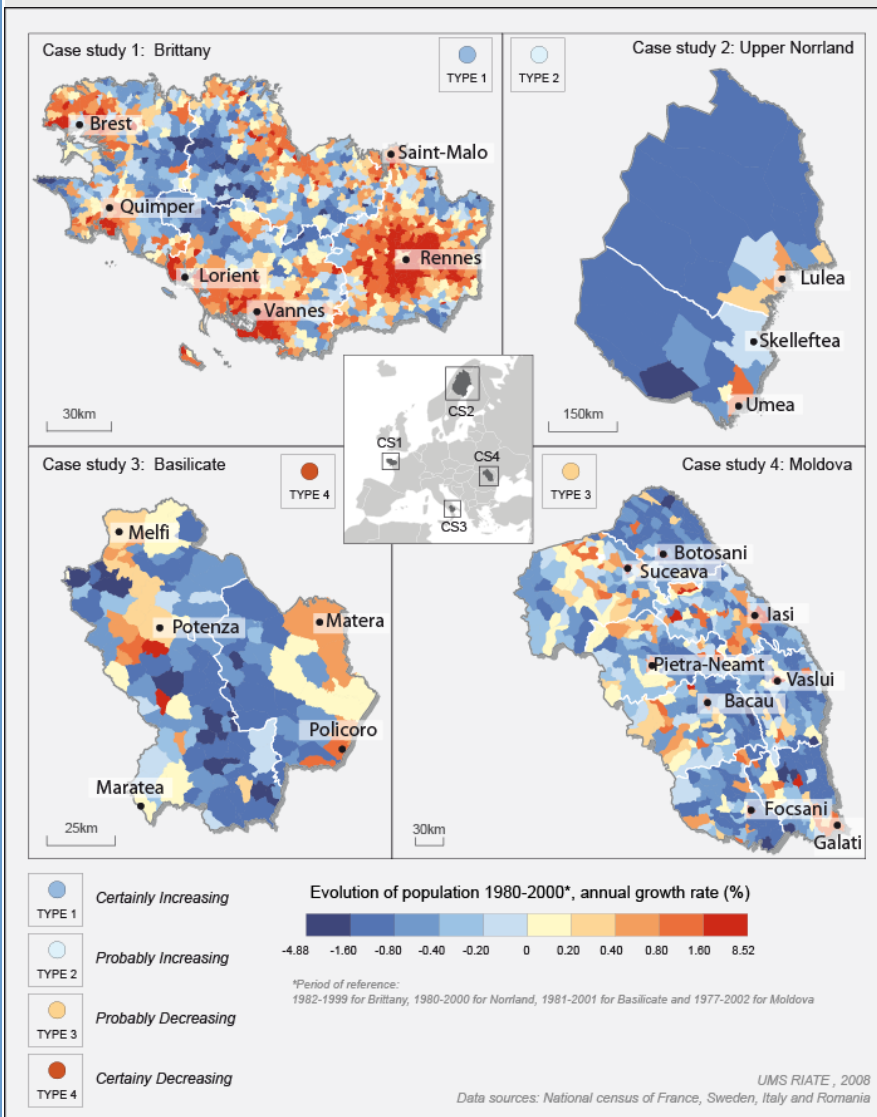 Case study 1: Brittany
TYPE 1
Brest
Saint-Malo
Quimper
Rennes
Lorient
Vannes
30km
TYPE 2
Case study 2: Upper Norrland
Lulea
Skelleftea
Umea
150km
CS2
CS1
CS4
CS3
Case study 3: Basilicate
TYPE 4
Melfi
Potenza
Matera
Policoro
Maratea
25km
TYPE 3
Case study 4: Moldova
Botosani
Suceava
Iasi
Pietra-Neamt
Vaslui
Bacau
Focsani
Galati
30km
TYPE 1
Certainly Increasing
TYPE 2
Probably Increasing
TYPE 3
Probably Decreasing
TYPE 4
Certainy Decreasing
Evolution of population 1980-2000*, annual growth rate (%)
-4.88 -1.60 -0.80 -0.40 -0.20 0 0.20 0.40 0.80 1.60 8.52
*Period of reference:
1982-1999 for Brittany, 1980-2000 for Norrland, 1981-2001 for Basilicate and 1977-2002 for Moldova
UMS RIATE , 2008
Data sources: National census of France, Sweden, Italy and Romania